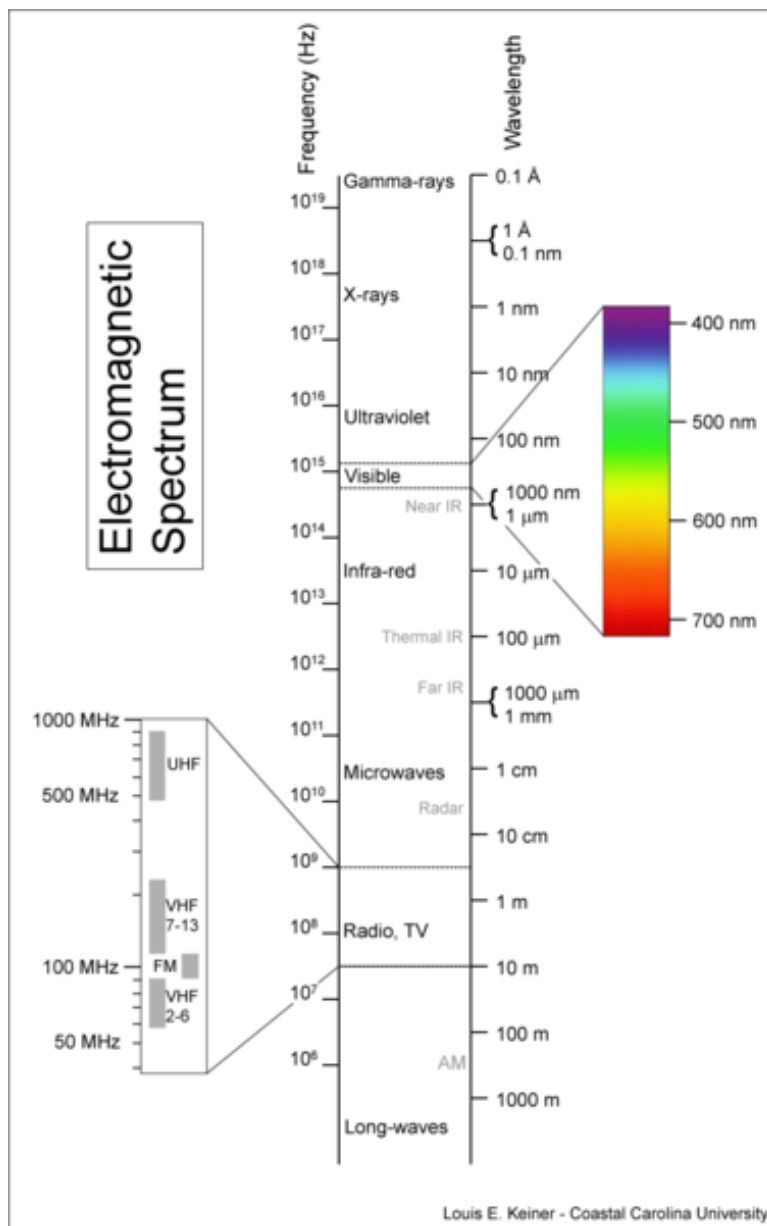 Electromagnetic
Spectrum
Frequency (Hz)
Wavelength
10¹⁹
10¹⁸
10¹⁷
10¹⁶
10¹⁵
10¹⁴
10¹³
10¹²
10¹¹
10¹⁰
10⁹
10⁸
10⁷
10⁶
Gamma-rays
X-rays
Ultraviolet
Visible
Near IR
Infra-red
Thermal IR
Far IR
Microwaves
Radar
Radio, TV
AM
Long-waves
0.1 Å
1 Å
0.1 nm
1 nm
10 nm
100 nm
1000 nm
1 μm
10 μm
100 μm
1000 μm
1 mm
1 cm
10 cm
1 m
10 m
100 m
1000 m
400 nm
500 nm
600 nm
700 nm
1000 MHz
500 MHz
100 MHz
50 MHz
UHF
VHF
7-13
FM
VHF
2-6
Louis E. Keiner - Coastal Carolina University